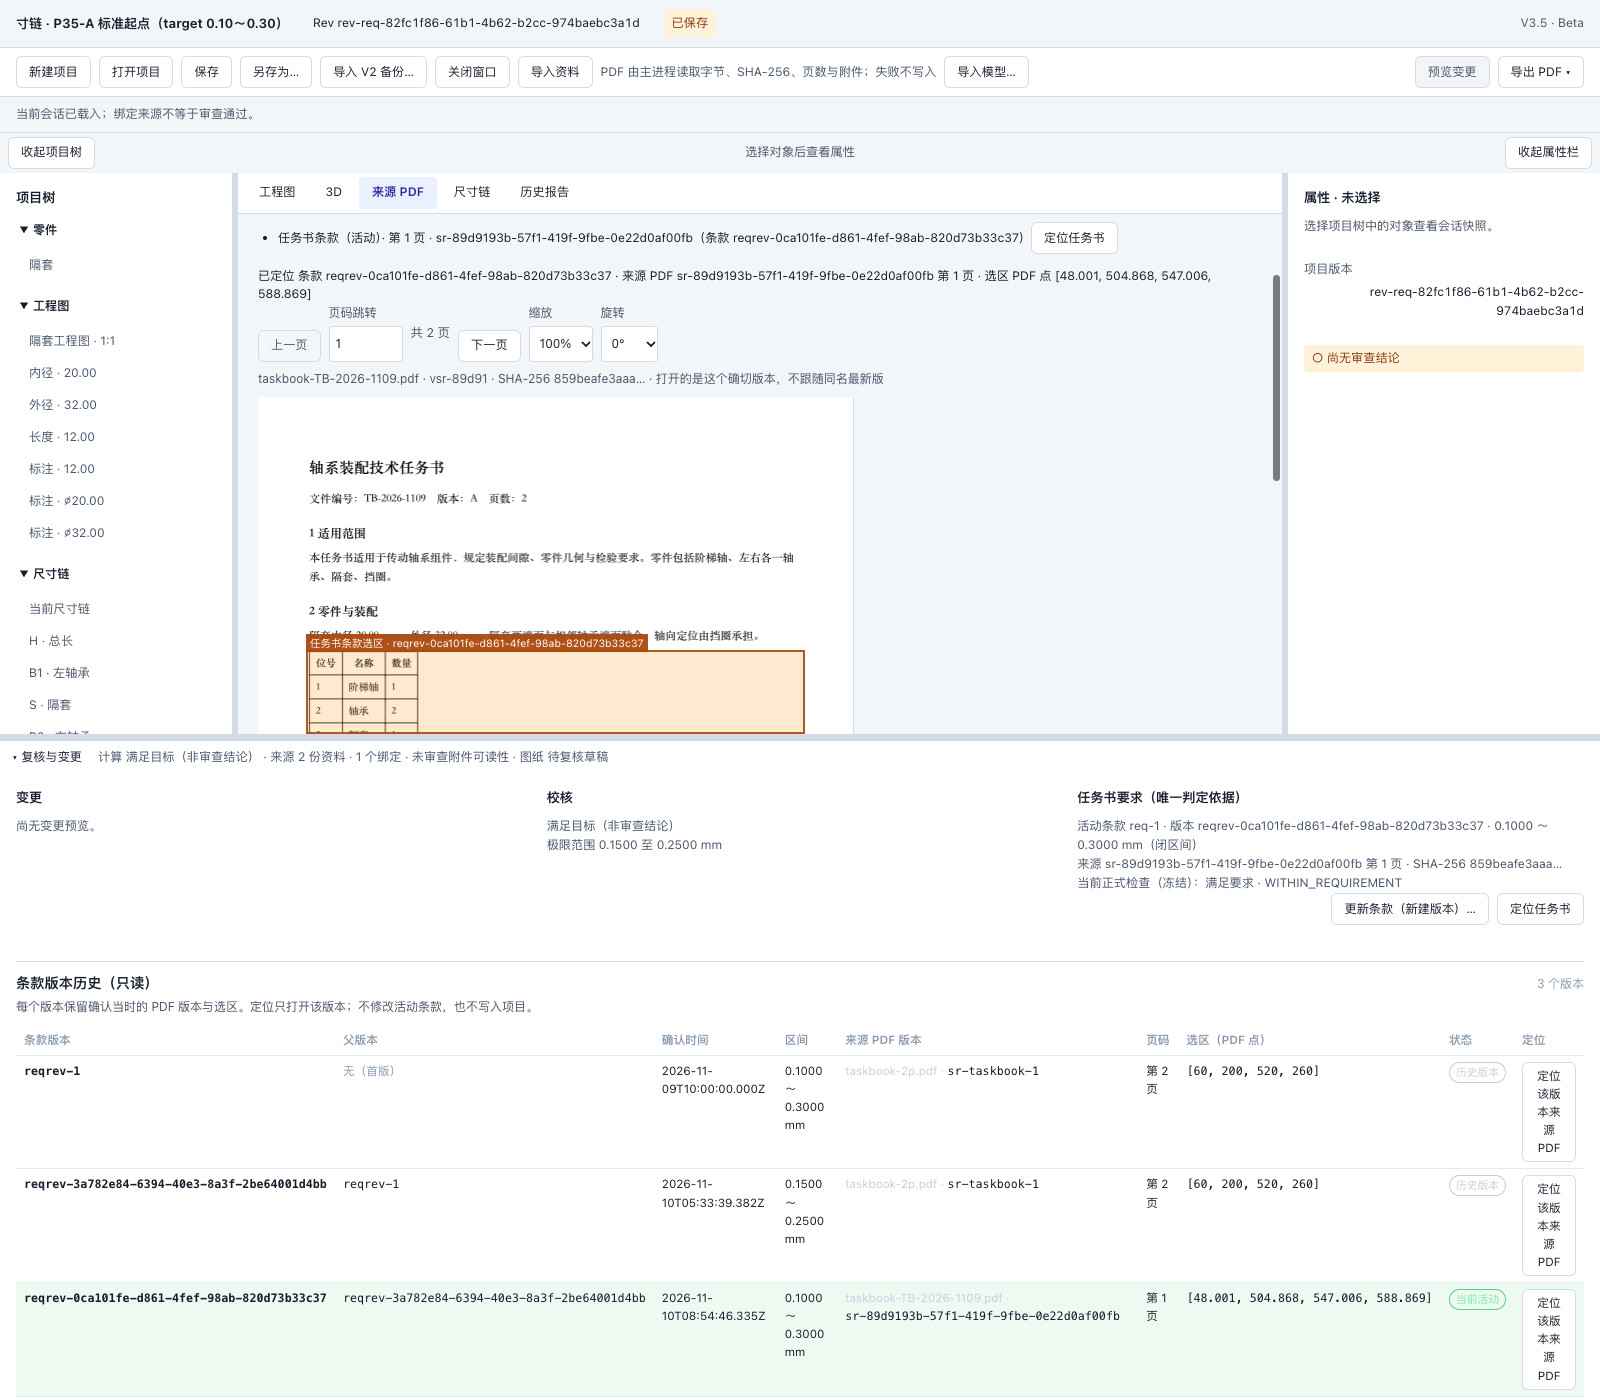 寸链 · P35-A 标准起点（target 0.10～0.30） Rev rev-req-82fc1f86-61b1-4b62-b2cc-974baebc3a1d 已保存 V3.5 · Beta
新建项目 打开项目 保存 另存为... 导入 V2 备份... 关闭窗口 导入资料 PDF 由主进程读取字节、SHA-256、页数与附件；失败不写入 导入模型... 预览变更 导出 PDF ▾
当前会话已载入；绑定来源不等于审查通过。
收起项目树 选择对象后查看属性 收起属性栏
项目树
▼ 零件
隔套
▼ 工程图
隔套工程图 · 1:1
内径 · 20.00
外径 · 32.00
长度 · 12.00
标注 · 12.00
标注 · ⌀20.00
标注 · ⌀32.00
▼ 尺寸链
当前尺寸链
H · 总长
B1 · 左轴承
S · 隔套
工程图 3D 来源 PDF 尺寸链 历史报告
• 任务书条款（活动）· 第 1 页 · sr-89d9193b-57f1-419f-9fbe-0e22d0af00fb（条款 reqrev-0ca101fe-d861-4fef-98ab-820d73b33c37） 定位任务书
已定位 条款 reqrev-0ca101fe-d861-4fef-98ab-820d73b33c37 · 来源 PDF sr-89d9193b-57f1-419f-9fbe-0e22d0af00fb 第 1 页 · 选区 PDF 点 [48.001, 504.868, 547.006,
588.869]
页码跳转 缩放 旋转
上一页 1 共 2 页 下一页 100% 0°
taskbook-TB-2026-1109.pdf · vsr-89d91 · SHA-256 859beafe3aaa... · 打开的是这个确切版本，不跟随同名最新版
轴系装配技术任务书
文件编号：TB-2026-1109 版本：A 页数：2
1 适用范围
本任务书适用于传动轴系组件，规定装配间隙、零件几何与检验要求。零件包括阶梯轴、左右各一轴
承、隔套、挡圈。
2 零件与装配
轴向定位由挡圈承担。
任务书条款选区 · reqrev-0ca101fe-d861-4fef-98ab-820d73b33c37
位号 名称 数量
1 阶梯轴 1
2 轴承 2
属性 · 未选择
选择项目树中的对象查看会话快照。
项目版本
rev-req-82fc1f86-61b1-4b62-b2cc-
974baebc3a1d
○ 尚无审查结论
▾ 复核与变更 计算 满足目标（非审查结论） · 来源 2 份资料 · 1 个绑定 · 未审查附件可读性 · 图纸 待复核草稿
变更
尚无变更预览。
校核
满足目标（非审查结论）
极限范围 0.1500 至 0.2500 mm
任务书要求（唯一判定依据）
活动条款 req-1 · 版本 reqrev-0ca101fe-d861-4fef-98ab-820d73b33c37 · 0.1000 ～
0.3000 mm（闭区间）
来源 sr-89d9193b-57f1-419f-9fbe-0e22d0af00fb 第 1 页 · SHA-256 859beafe3aaa...
当前正式检查（冻结）：满足要求 · WITHIN_REQUIREMENT
更新条款（新建版本）... 定位任务书
条款版本历史（只读） 3 个版本
每个版本保留确认当时的 PDF 版本与选区。定位只打开该版本；不修改活动条款，也不写入项目。
条款版本 父版本 确认时间 区间 来源 PDF 版本 页码 选区（PDF 点） 状态 定位
reqrev-1 无（首版） 2026-11-
09T10:00:00.000Z 0.1000
～
0.3000
mm taskbook-2p.pdf · sr-taskbook-1 第 2
页 [60, 200, 520, 260] 历史版本 定位
该版
本来
源
PDF
reqrev-3a782e84-6394-40e3-8a3f-2be64001d4bb reqrev-1 2026-11-
10T05:33:39.382Z 0.1500
～
0.2500
mm taskbook-2p.pdf · sr-taskbook-1 第 2
页 [60, 200, 520, 260] 历史版本 定位
该版
本来
源
PDF
reqrev-0ca101fe-d861-4fef-98ab-820d73b33c37 reqrev-3a782e84-6394-40e3-8a3f-2be64001d4bb 2026-11-
10T08:54:46.335Z 0.1000
～
0.3000
mm taskbook-TB-2026-1109.pdf ·
sr-89d9193b-57f1-419f-9fbe-0e22d0af00fb 第 1
页 [48.001, 504.868, 547.006, 588.869] 当前活动 定位
该版
本来
源
PDF